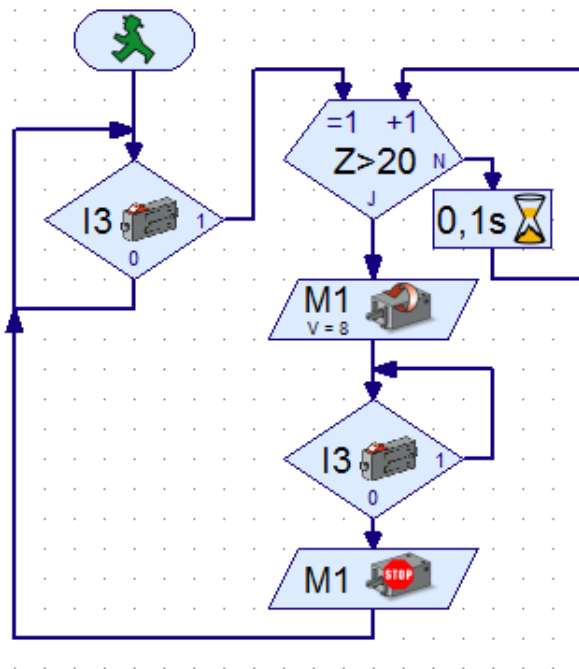 =1 +1
Z>20 N
J
I3 1
0
0,1s
M1
V = 8
I3 1
0
M1 STOP